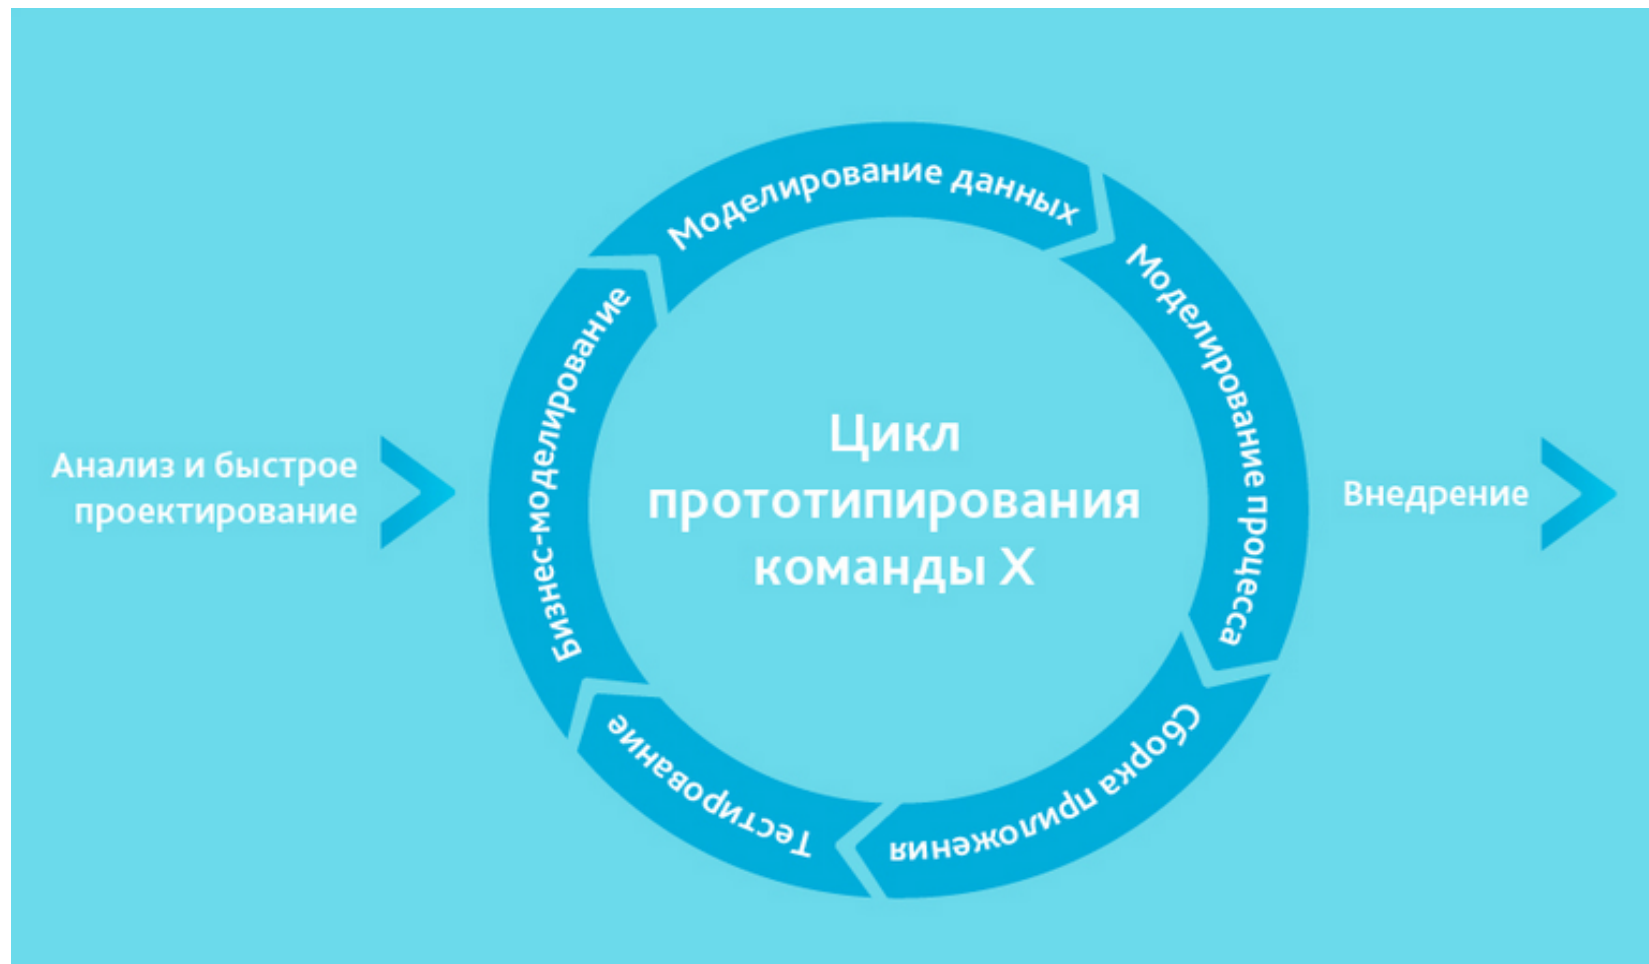 Анализ и быстрое
проектирование
Бизнес-моделирование
Моделирование данных
Моделирование процесса
Сборка приложения
Тестирование
Цикл
прототипирования
команды X
Внедрение